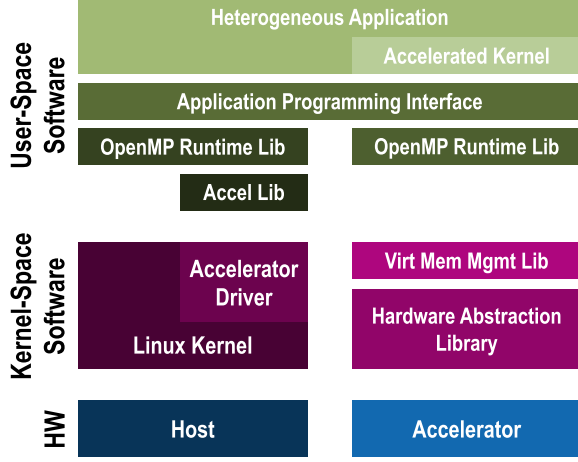 Heterogeneous Application
Accelerated Kernel
User-Space
Software
Application Programming Interface
OpenMP Runtime Lib
OpenMP Runtime Lib
Accel Lib
Kernel-Space
Software
Accelerator
Driver
Linux Kernel
Virt Mem Mgmt Lib
Hardware Abstraction
Library
HW
Host
Accelerator